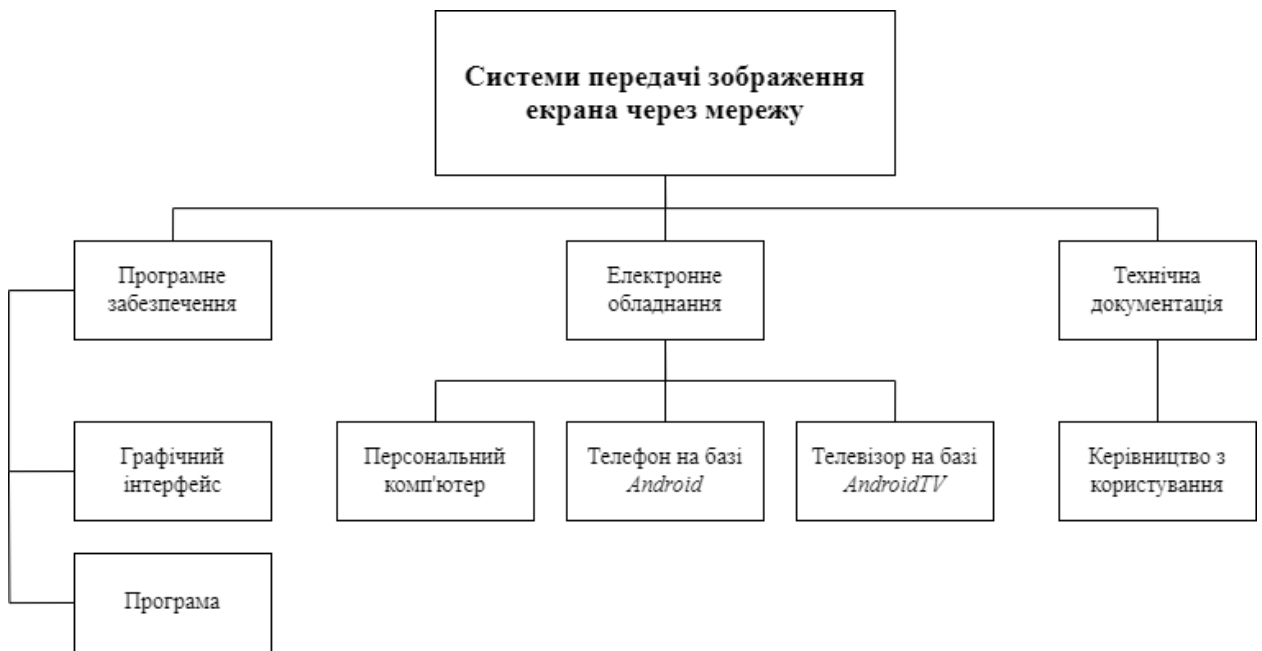 Системи передачі зображення
екрана через мережу
Програмне
забезпечення
Електронне
обладнання
Технічна
документація
Графічний
інтерфейс
Персональний
комп'ютер
Телефон на базі
Android
Телевізор на базі
AndroidTV
Керівництво з
користування
Програма